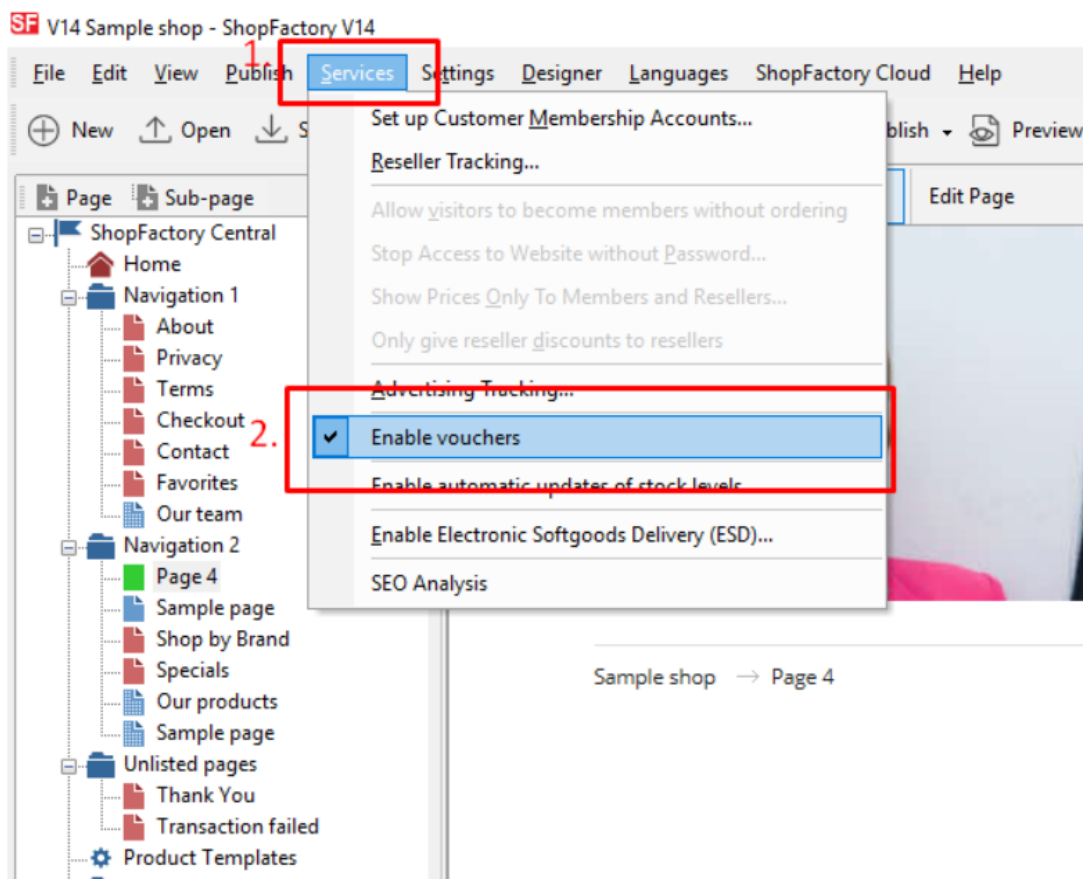 SF V14 Sample shop - ShopFactory V14
1.
File Edit View Publish Services Settings Designer Languages ShopFactory Cloud Help
New Open S blish Preview
Set up Customer Membership Accounts...
Reseller Tracking...
Allow visitors to become members without ordering
Stop Access to Website without Password...
Show Prices Only To Members and Resellers...
Only give reseller discounts to resellers
Advertising Tracking...
2.
Enable vouchers
Enable automatic updates of stock levels
Enable Electronic Softgoods Delivery (ESD)...
SEO Analysis
Page Sub-page
Edit Page
ShopFactory Central
Home
Navigation 1
About
Privacy
Terms
Checkout
Contact
Favorites
Our team
Navigation 2
Page 4
Sample page
Shop by Brand
Specials
Our products
Sample page
Unlisted pages
Thank You
Transaction failed
Product Templates
Sample shop → Page 4